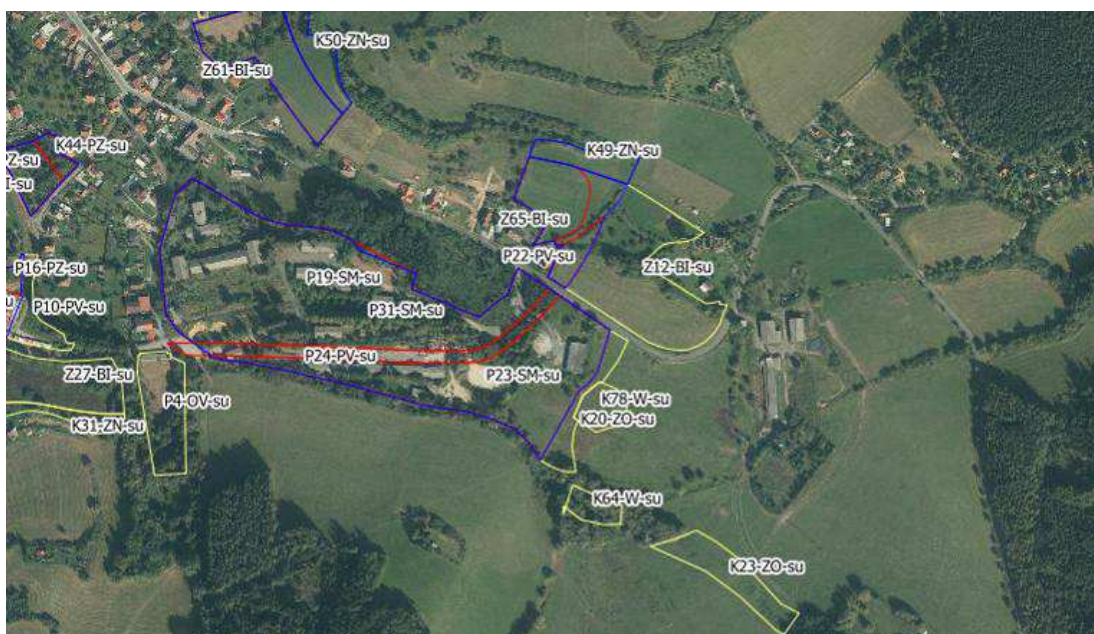 K50-ZN-su
Z61-BI-su
K44-PZ-su
PZ-su
I-su
K49-ZN-su
Z65-BI-su
P22-PV-su
Z12-BI-su
P16-PZ-su
P19-SM-su
su
P10-PV-su
P31-SM-su
P24-PV-su
Z27-BI-su
P23-SM-su
P4-OV-su
K78-W-su
K31-ZN-su
K20-ZO-su
K64-W-su
K23-ZO-su